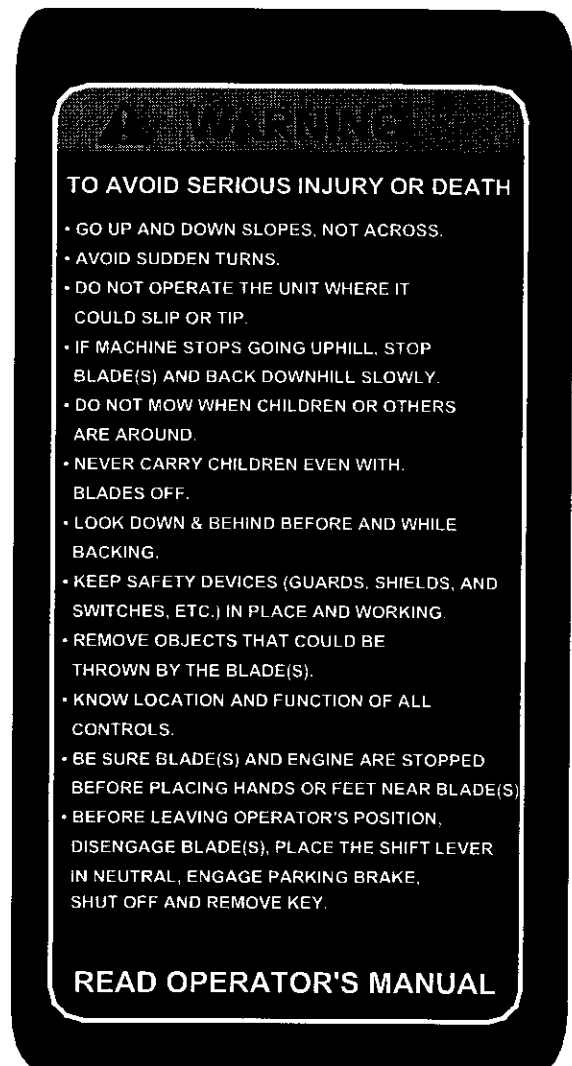 WARNING!
TO AVOID SERIOUS INJURY OR DEATH
• GO UP AND DOWN SLOPES, NOT ACROSS.
• AVOID SUDDEN TURNS.
• DO NOT OPERATE THE UNIT WHERE IT
COULD SLIP OR TIP.
• IF MACHINE STOPS GOING UPHILL, STOP
BLADE(S) AND BACK DOWNHILL SLOWLY.
• DO NOT MOW WHEN CHILDREN OR OTHERS
ARE AROUND.
• NEVER CARRY CHILDREN EVEN WITH.
BLADES OFF.
• LOOK DOWN & BEHIND BEFORE AND WHILE
BACKING.
• KEEP SAFETY DEVICES (GUARDS, SHIELDS, AND
SWITCHES, ETC.) IN PLACE AND WORKING.
• REMOVE OBJECTS THAT COULD BE
THROWN BY THE BLADE(S).
• KNOW LOCATION AND FUNCTION OF ALL
CONTROLS.
• BE SURE BLADE(S) AND ENGINE ARE STOPPED
BEFORE PLACING HANDS OR FEET NEAR BLADE(S)
• BEFORE LEAVING OPERATOR'S POSITION,
DISENGAGE BLADE(S), PLACE THE SHIFT LEVER
IN NEUTRAL, ENGAGE PARKING BRAKE,
SHUT OFF AND REMOVE KEY.
READ OPERATOR'S MANUAL